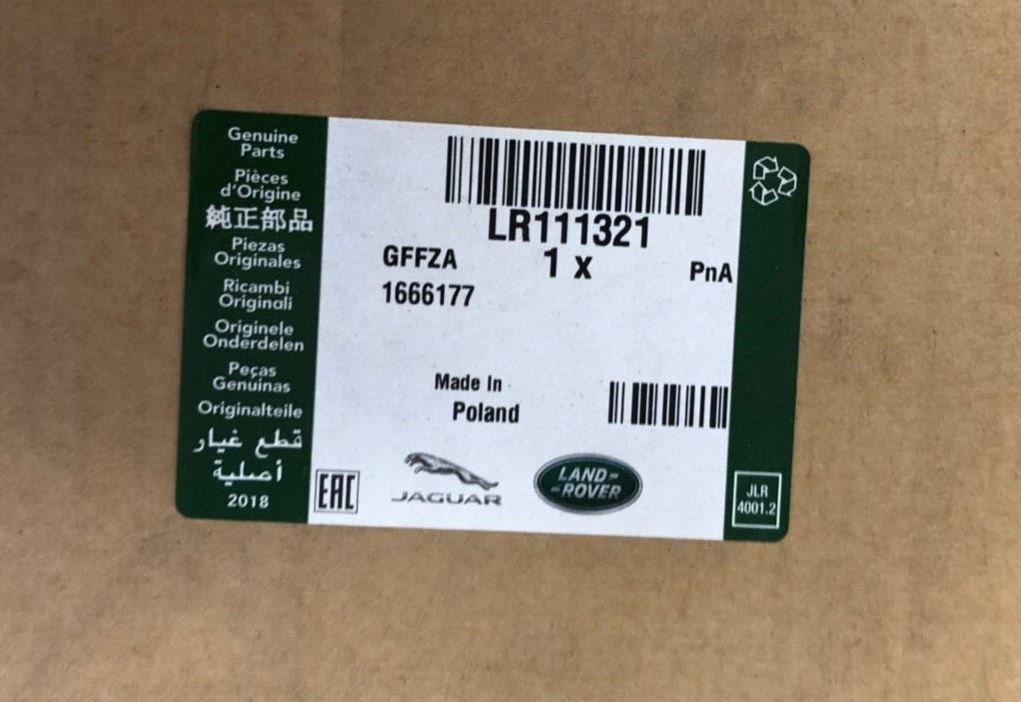 Genuine
Parts
Pièces
d'Origine
純正部品
Piezas
Originales
Ricambi
Originali
Originele
Onderdelen
Peças
Genuinas
Originalteile
قطع غيار
أصلية
2018
LR111321
GFFZA 1 x PnA
1666177
Made In
Poland
EAC
JAGUAR
LAND-
-ROVER
JLR
4001.2